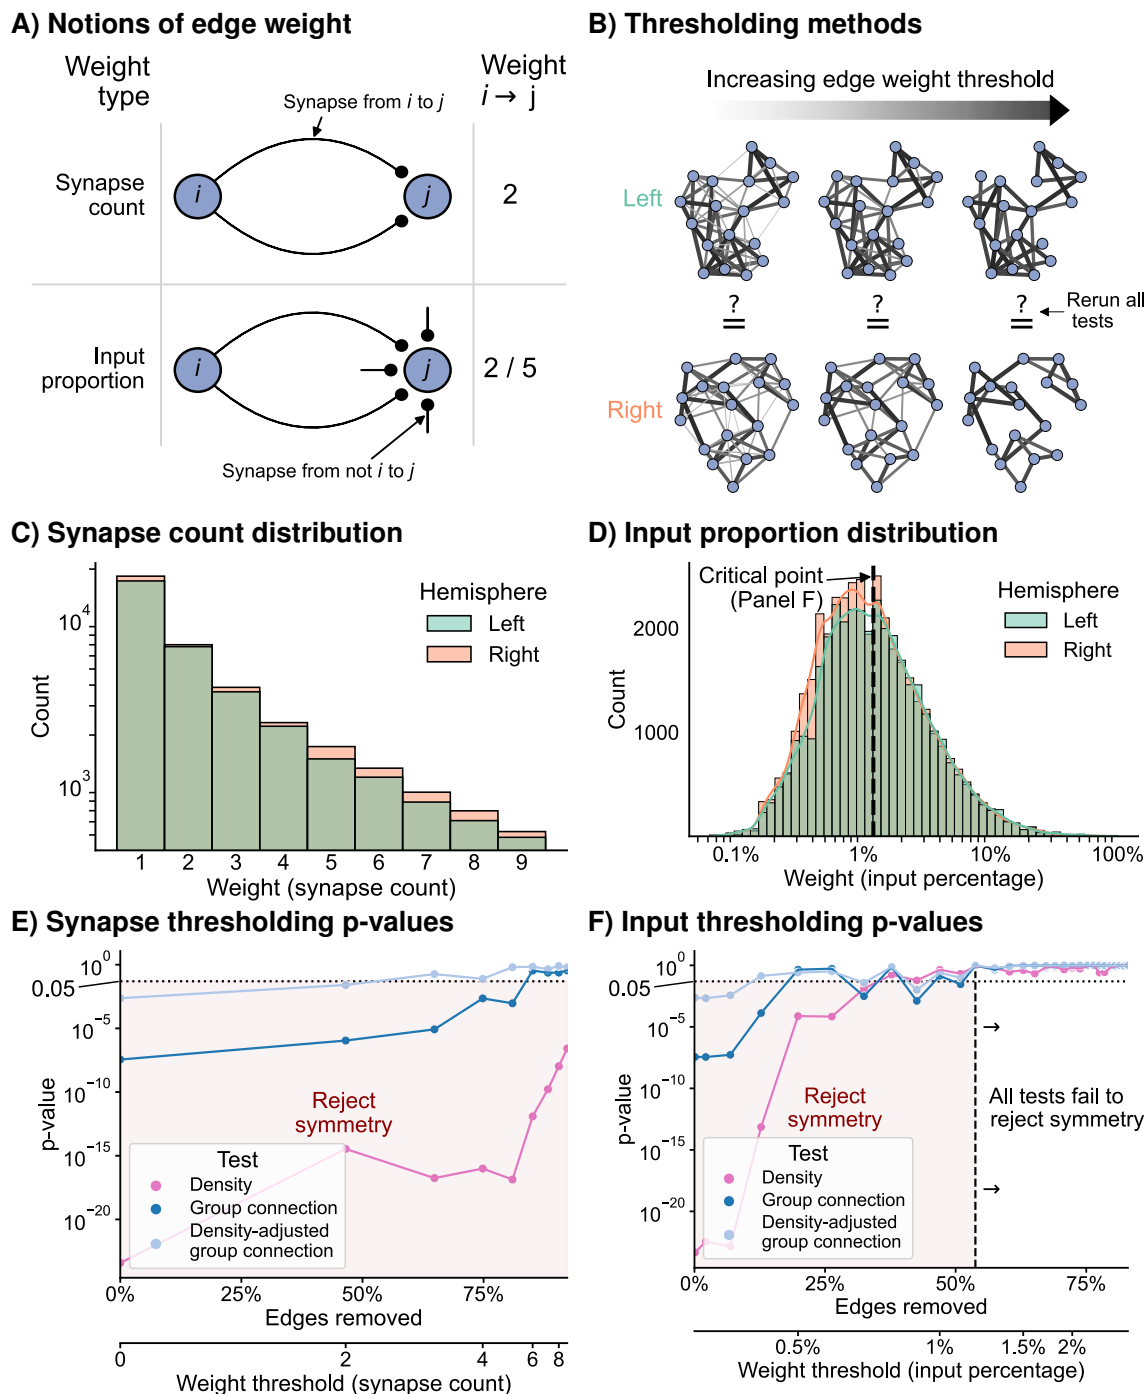 A) Notions of edge weight
Weight
type
Weight
i → j
Synapse from i to j
Synapse
count
i
j
2
Input
proportion
i
j
2 / 5
Synapse from not i to j
B) Thresholding methods
Increasing edge weight threshold
Left
?
=
?
=
?
=
Rerun all
tests
Right
C) Synapse count distribution
Hemisphere
Left
Right
Count
10⁴
10³
1 2 3 4 5 6 7 8 9
Weight (synapse count)
D) Input proportion distribution
Critical point
(Panel F)
Hemisphere
Left
Right
Count
2000
1000
0.1% 1% 10% 100%
Weight (input percentage)
E) Synapse thresholding p-values
p-value
10⁰
0.05
10⁻⁵
10⁻¹⁰
10⁻¹⁵
10⁻²⁰
Reject
symmetry
Test
Density
Group connection
Density-adjusted
group connection
0% 25% 50% 75%
Edges removed
0 2 4 6 8
Weight threshold (synapse count)
F) Input thresholding p-values
p-value
10⁰
0.05
10⁻⁵
10⁻¹⁰
10⁻¹⁵
10⁻²⁰
→
Reject
symmetry
All tests fail to
reject symmetry
→
Test
Density
Group connection
Density-adjusted
group connection
0% 25% 50% 75%
Edges removed
0.5% 1% 1.5% 2%
Weight threshold (input percentage)